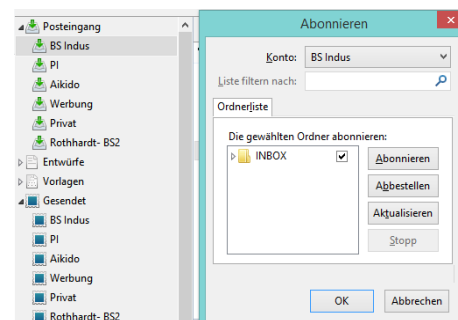 Posteingang
BS Indus
PI
Aikido
Werbung
Privat
Rothhardt- BS2
Entwürfe
Vorlagen
Gesendet
BS Indus
PI
Aikido
Werbung
Privat
Rothhardt- BS2
Abonnieren
Konto: BS Indus
Liste filtern nach:
Ordnerliste
Die gewählten Ordner abonnieren:
INBOX
Abonnieren
Abbestellen
Aktualisieren
Stopp
OK Abbrechen